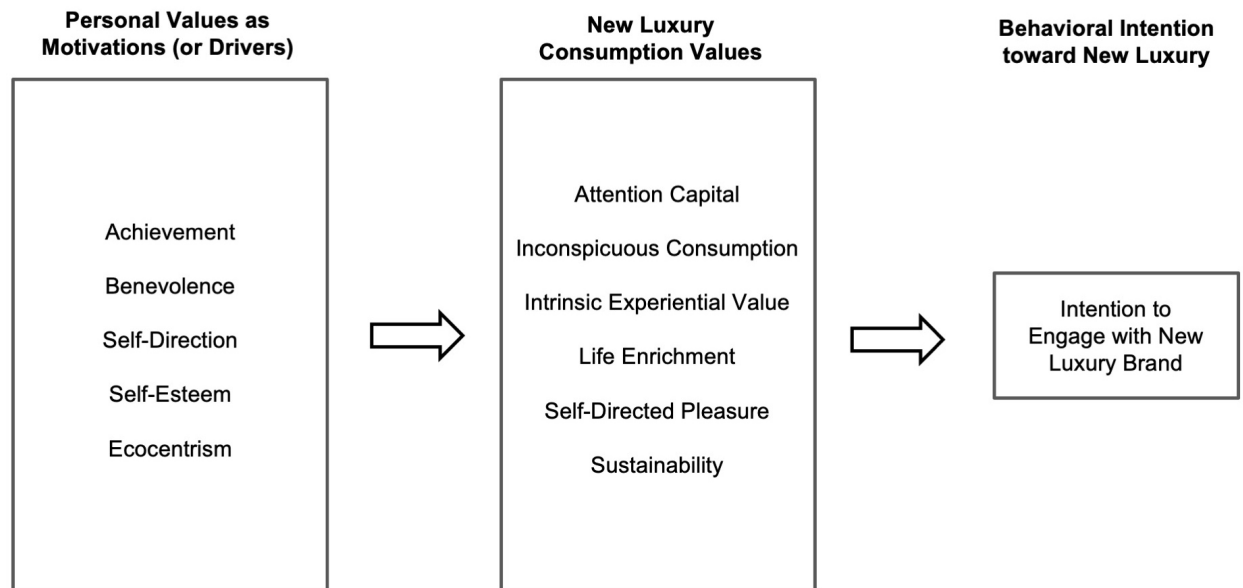 Personal Values as
Motivations (or Drivers)
New Luxury
Consumption Values
Behavioral Intention
toward New Luxury
Achievement
Benevolence
Self-Direction
Self-Esteem
Ecocentrism
Attention Capital
Inconspicuous Consumption
Intrinsic Experiential Value
Life Enrichment
Self-Directed Pleasure
Sustainability
Intention to
Engage with New
Luxury Brand